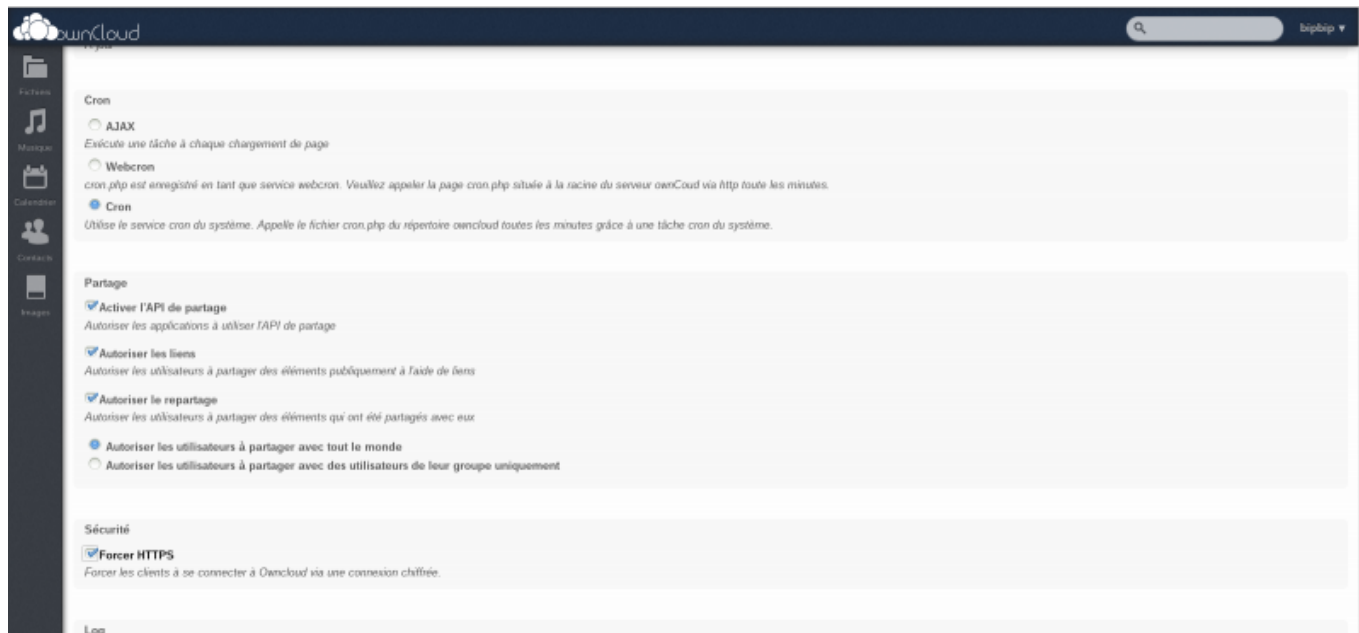 ownCloud
bipbip ▼
Fichiers
Musique
Calendrier
Contacts
Images
Cron
AJAX
Exécute une tâche à chaque chargement de page
Webcron
cron.php est enregistré en tant que service webcron. Veuillez appeler la page cron.php située à la racine du serveur ownCoud via http toute les minutes.
Cron
Utilise le service cron du système. Appelle le fichier cron.php du répertoire owncloud toutes les minutes grâce à une tâche cron du système.
Partage
Activer l'API de partage
Autoriser les applications à utiliser l'API de partage
Autoriser les liens
Autoriser les utilisateurs à partager des éléments publiquement à l'aide de liens
Autoriser le repartage
Autoriser les utilisateurs à partager des éléments qui ont été partagés avec eux
Autoriser les utilisateurs à partager avec tout le monde
Autoriser les utilisateurs à partager avec des utilisateurs de leur groupe uniquement
Sécurité
Forcer HTTPS
Forcer les clients à se connecter à Owncloud via une connexion chiffrée.
Log